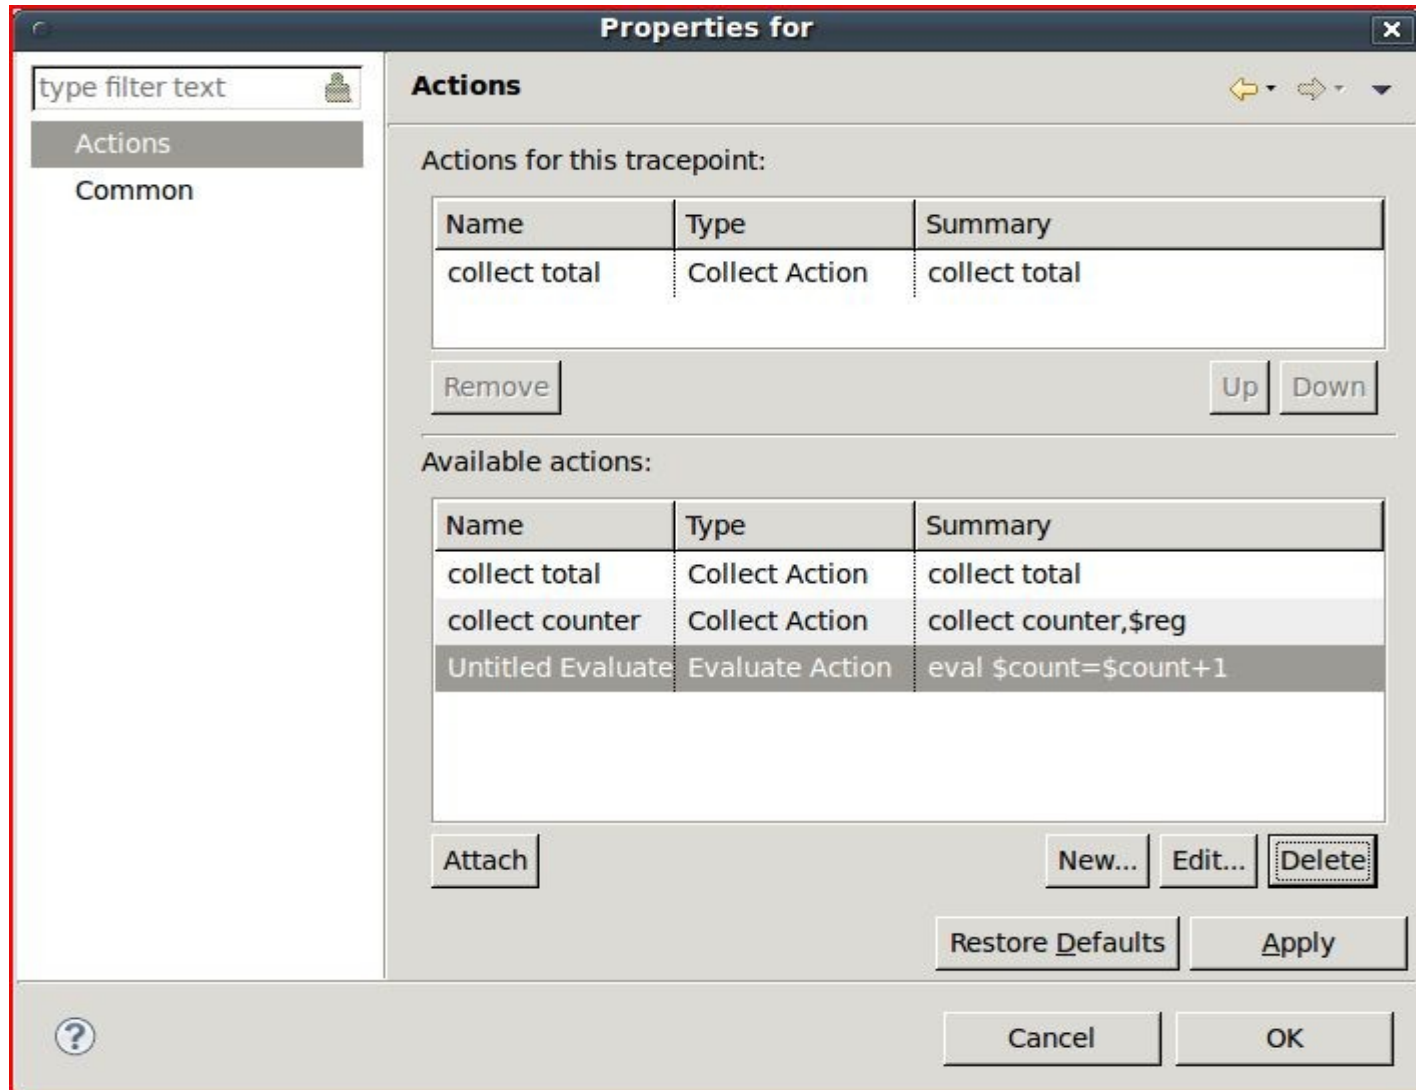 Properties for
type filter text
Actions
Common
Actions
Actions for this tracepoint:
Name Type Summary
collect total Collect Action collect total
Remove Up Down
Available actions:
Name Type Summary
collect total Collect Action collect total
collect counter Collect Action collect counter,$reg
Untitled Evaluate Evaluate Action eval $count=$count+1
Attach New... Edit... Delete
Restore Defaults Apply
? Cancel OK